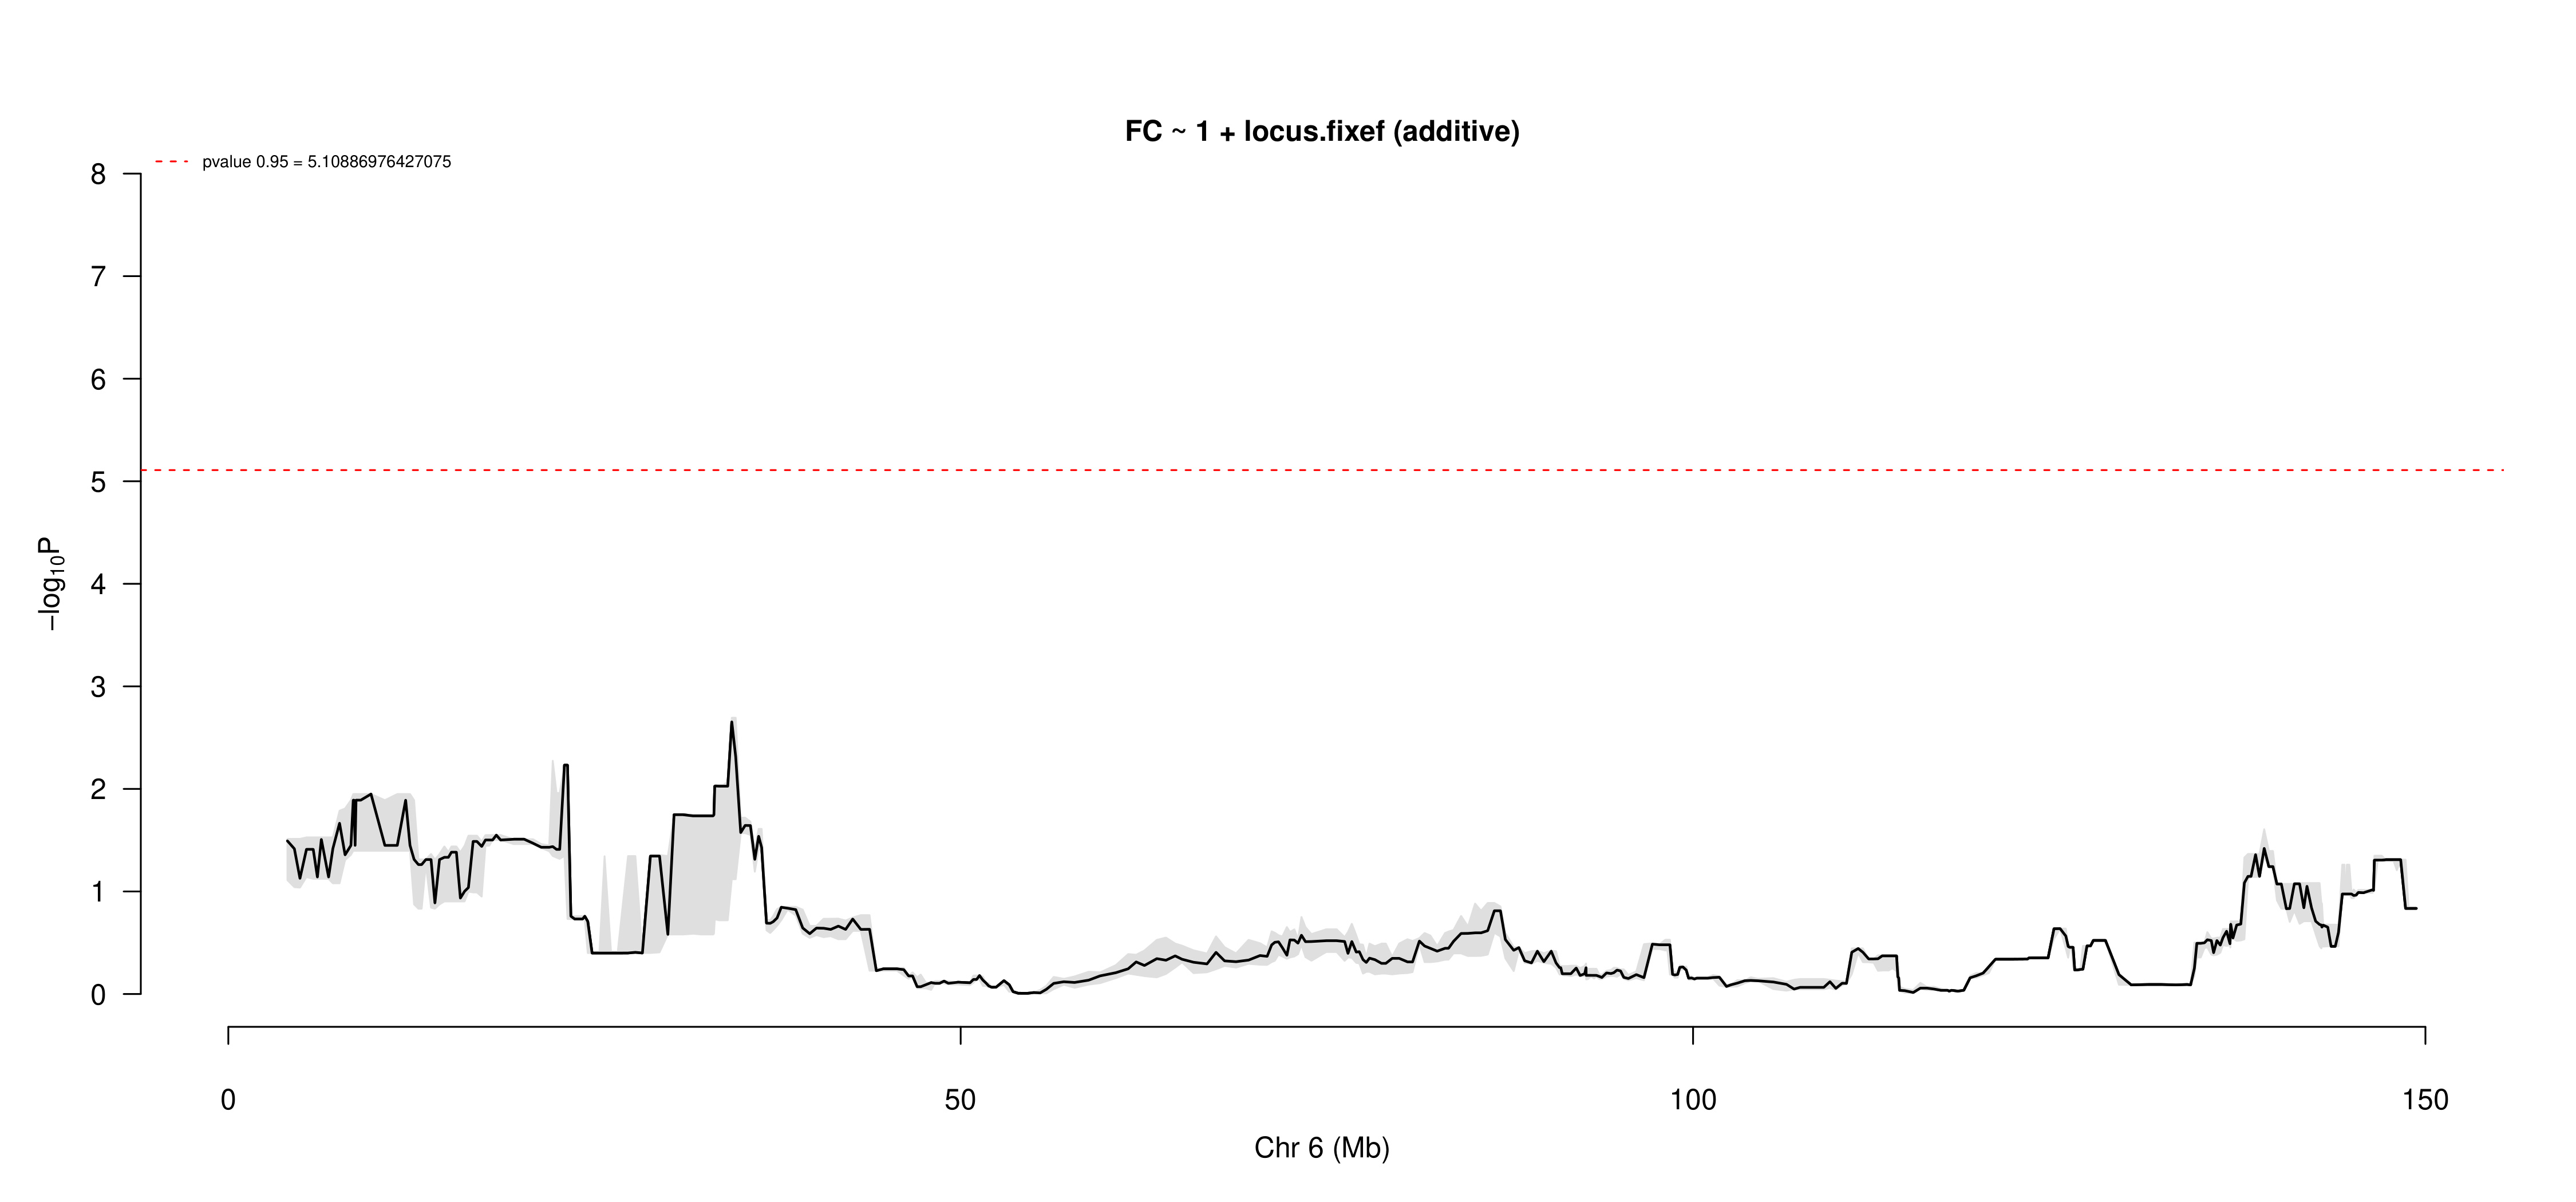 FC ~ 1 + locus.fixef (additive)
pvalue 0.95 = 5.10886976427075
8
7
6
5
4
3
2
1
0
−log10P
0 50 100 150
Chr 6 (Mb)